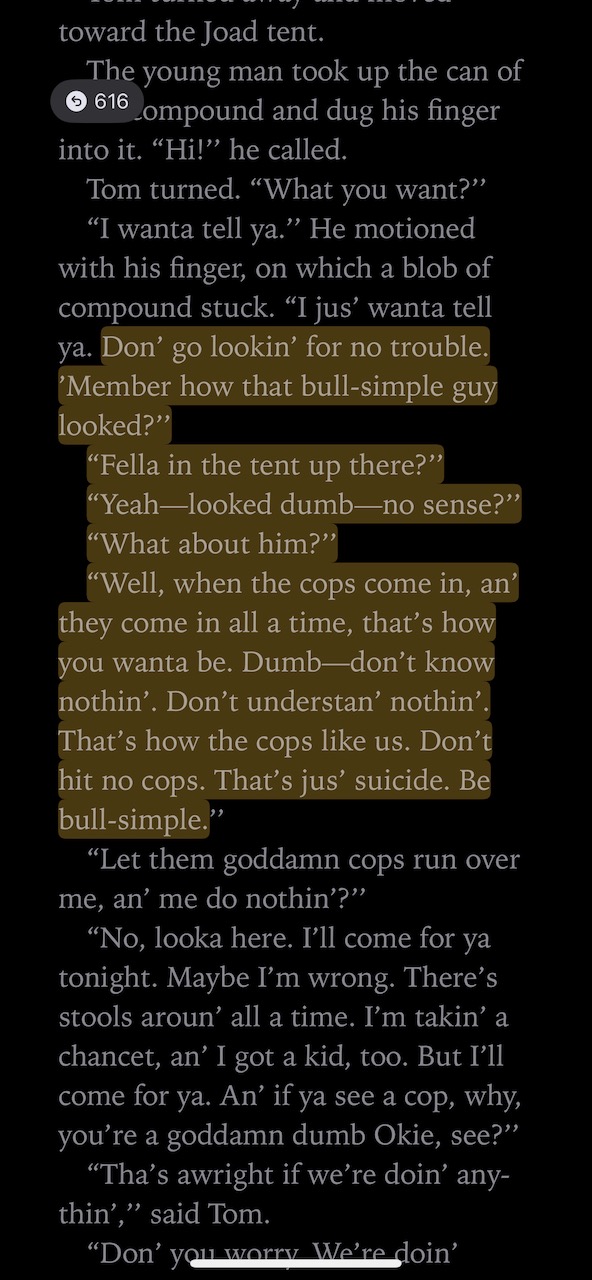 Tom turned away and moved
toward the Joad tent.
The young man took up the can of
616
compound and dug his finger
into it. “Hi!’’ he called.
Tom turned. “What you want?’’
“I wanta tell ya.’’ He motioned
with his finger, on which a blob of
compound stuck. “I jus’ wanta tell
ya. Don’ go lookin’ for no trouble.
’Member how that bull-simple guy
looked?’’
“Fella in the tent up there?’’
“Yeah—looked dumb—no sense?’’
“What about him?’’
“Well, when the cops come in, an’
they come in all a time, that’s how
you wanta be. Dumb—don’t know
nothin’. Don’t understan’ nothin’.
That’s how the cops like us. Don’t
hit no cops. That’s jus’ suicide. Be
bull-simple.’’
“Let them goddamn cops run over
me, an’ me do nothin’?’’
“No, looka here. I’ll come for ya
tonight. Maybe I’m wrong. There’s
stools aroun’ all a time. I’m takin’ a
chancet, an’ I got a kid, too. But I’ll
come for ya. An’ if ya see a cop, why,
you’re a goddamn dumb Okie, see?’’
“Tha’s awright if we’re doin’ any-
thin’,’’ said Tom.
“Don’ you worry. We’re doin’